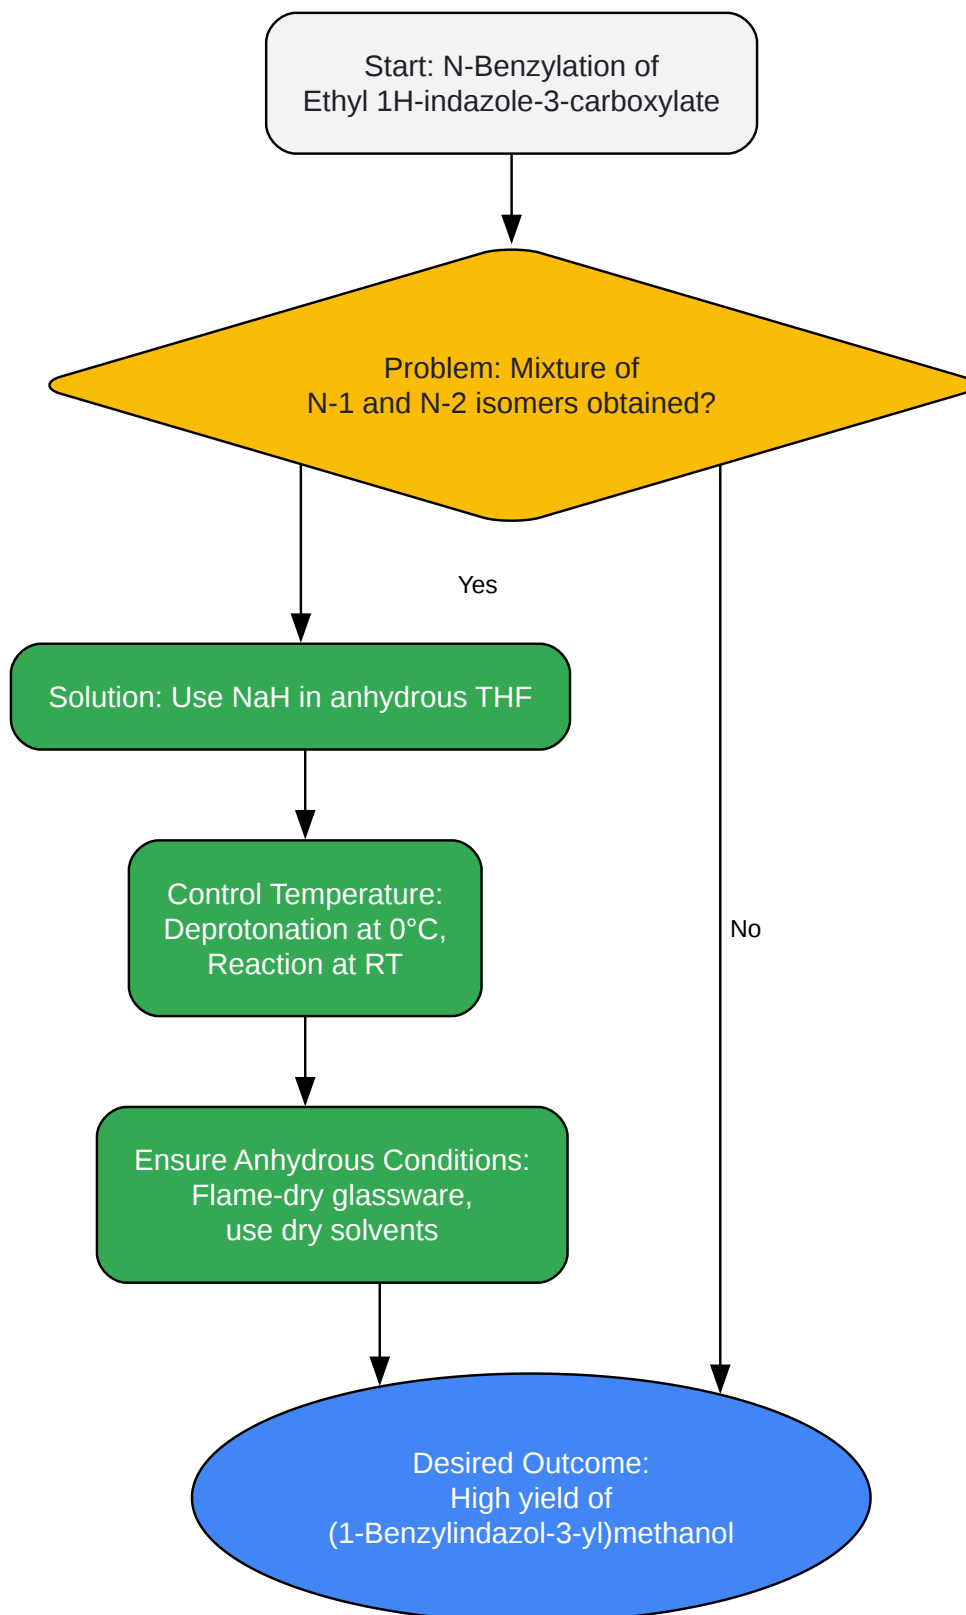 Start: N-Benzylation of
Ethyl 1H-indazole-3-carboxylate
Problem: Mixture of
N-1 and N-2 isomers obtained?
Yes
Solution: Use NaH in anhydrous THF
Control Temperature:
Deprotonation at 0°C,
Reaction at RT
No
Ensure Anhydrous Conditions:
Flame-dry glassware,
use dry solvents
Desired Outcome:
High yield of
(1-Benzylindazol-3-yl)methanol